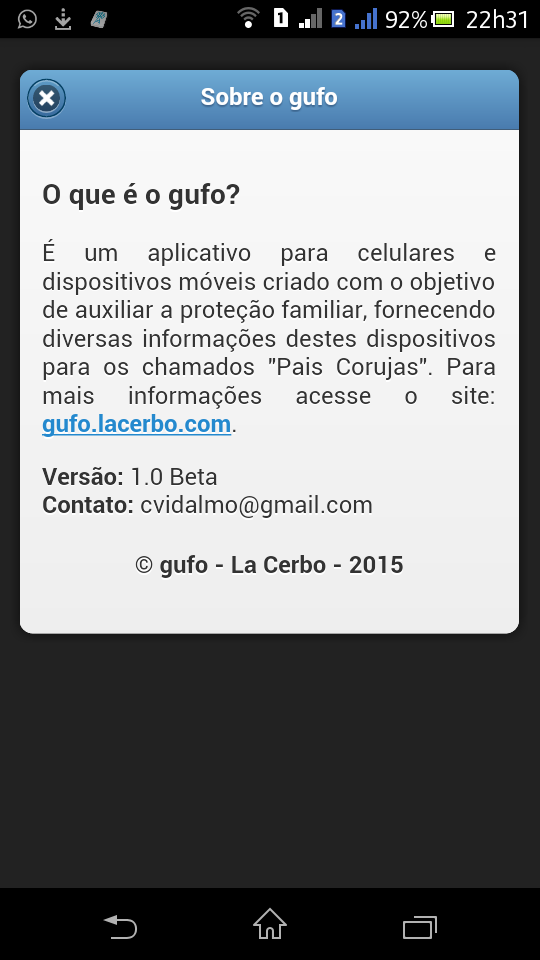 1 2 92% 22h31
Sobre o gufo
O que é o gufo?
É um aplicativo para celulares e
dispositivos móveis criado com o objetivo
de auxiliar a proteção familiar, fornecendo
diversas informações destes dispositivos
para os chamados "Pais Corujas". Para
mais informações acesse o site:
gufo.lacerbo.com.
Versão: 1.0 Beta
Contato: cvidalmo@gmail.com
© gufo - La Cerbo - 2015